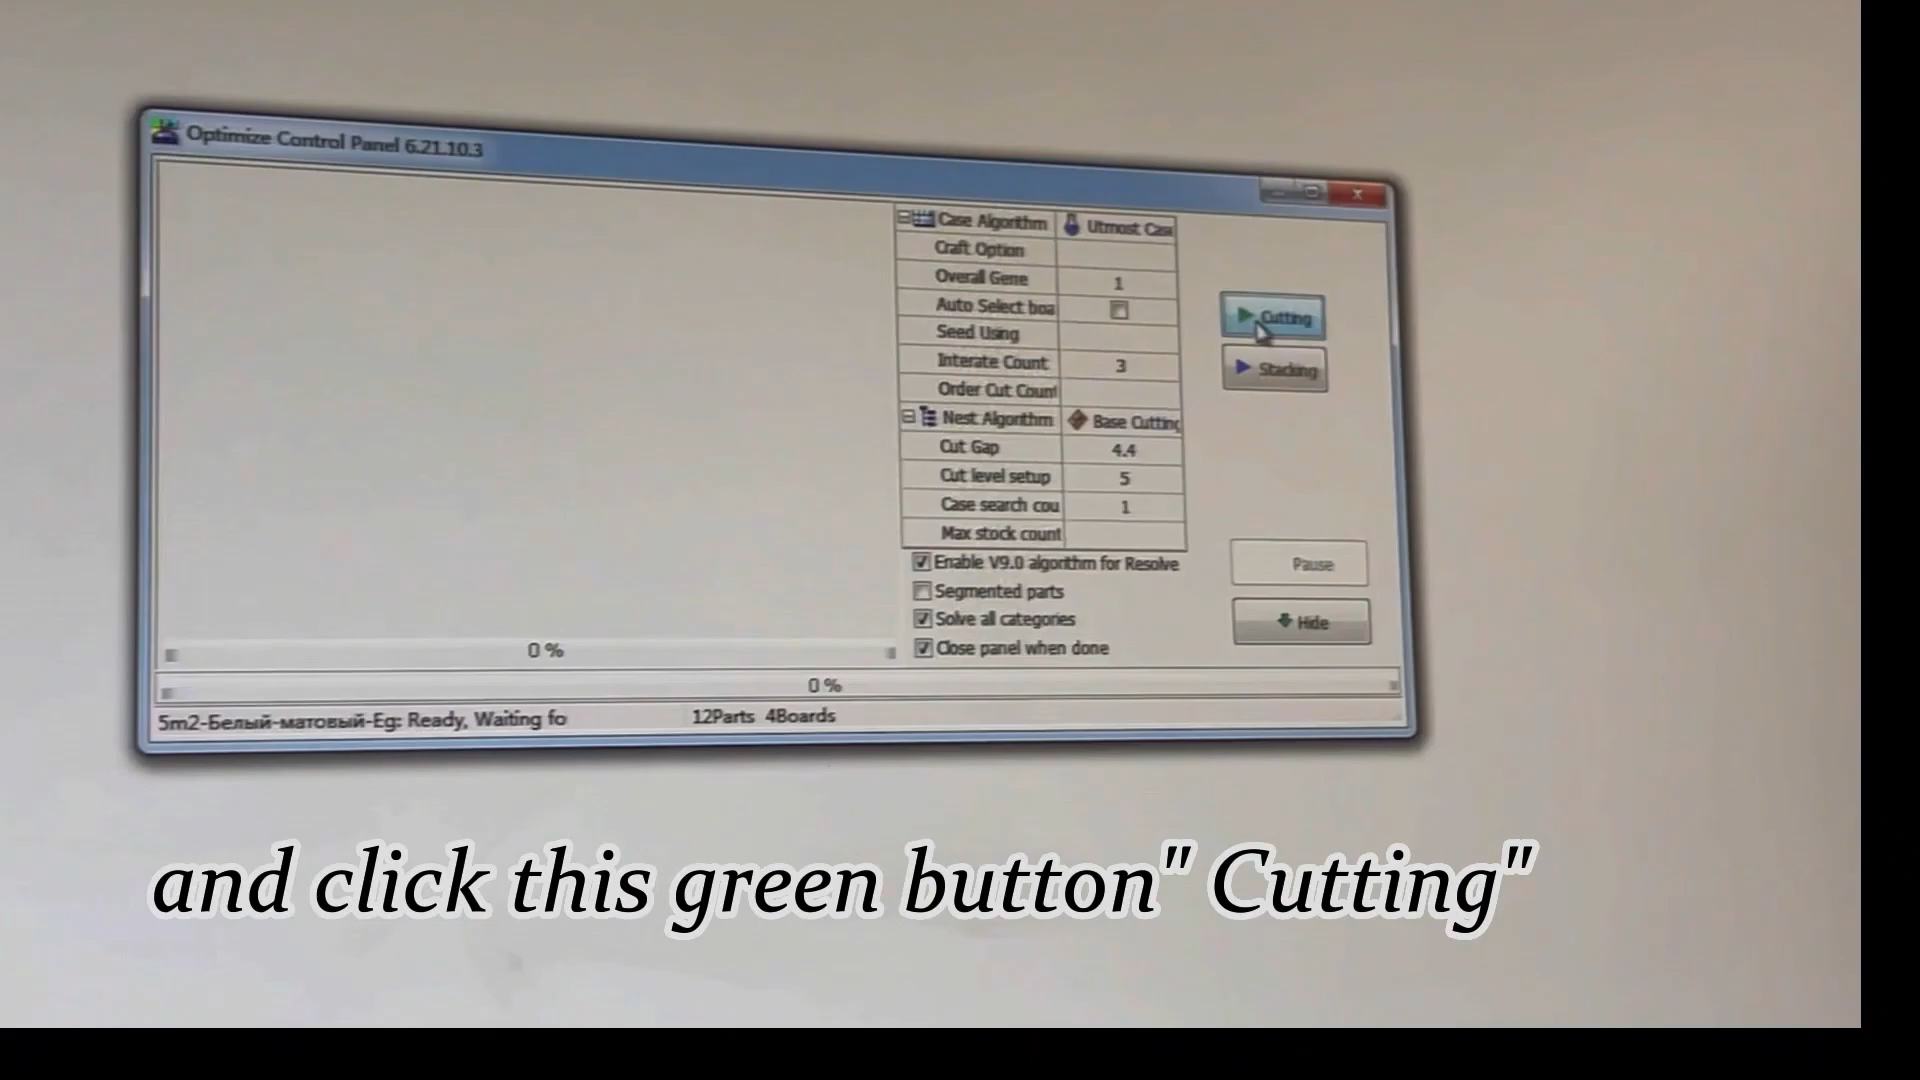 Optimize Control Panel 6.21.10.3
Case Algorithm Utmost Case
Craft Option
Overall Gene 1
Auto Select boa
Seed Using
Interate Count 3
Order Cut Count
Nest Algorithm Base Cutting
Cut Gap 4.4
Cut level setup 5
Case search cou 1
Max stock count
Enable V9.0 algorithm for Resolve
Segmented parts
Solve all categories
Close panel when done
Cutting
Stacking
Pause
Hide
0 %
0 %
5m2-Белый-матовый-Eg: Ready, Waiting fo 12Parts 4Boards
and click this green button" Cutting"